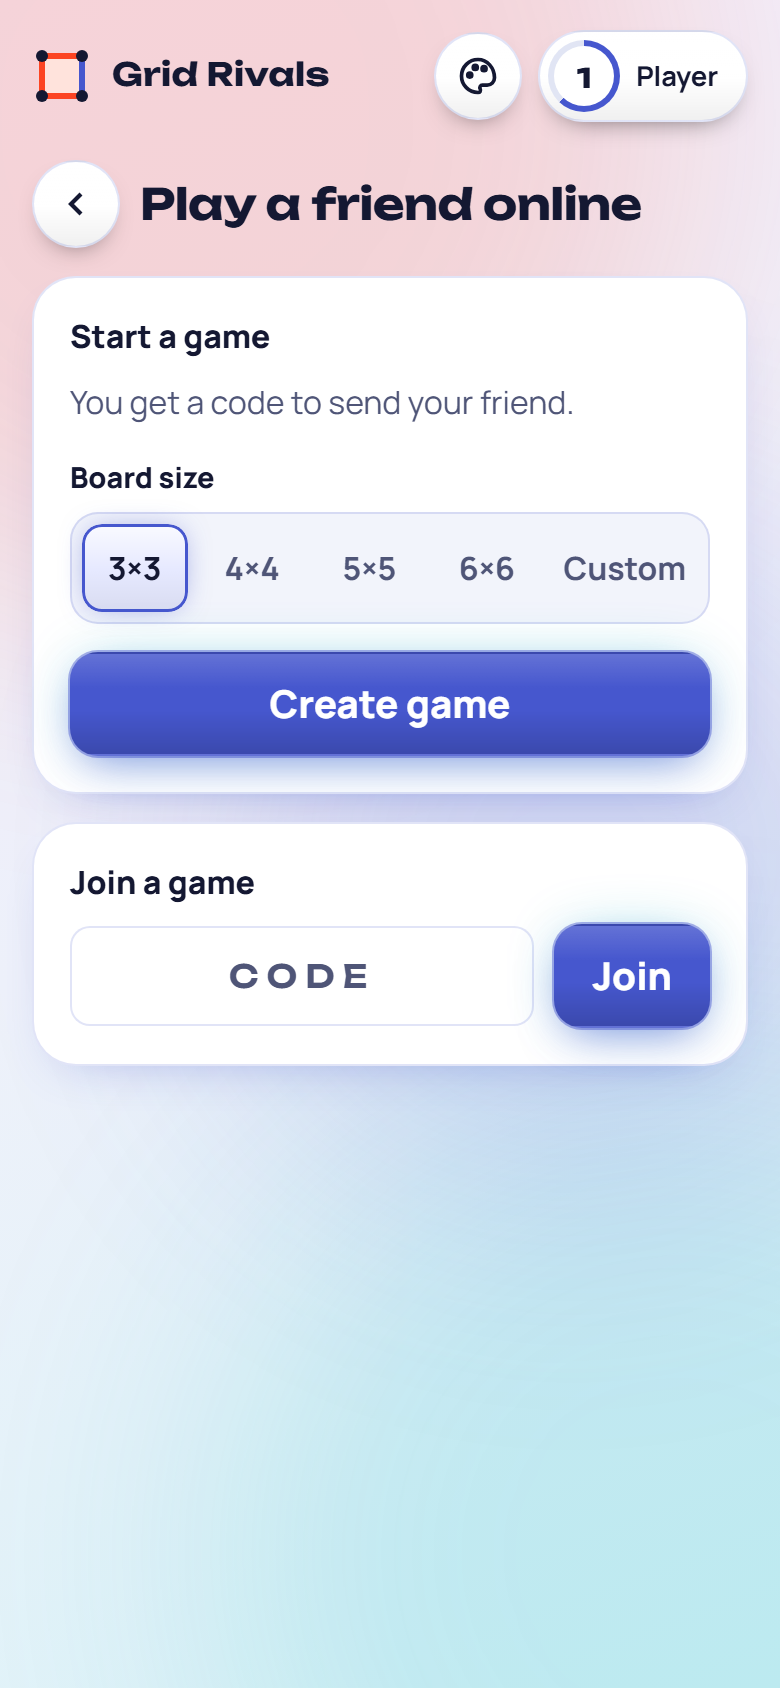 Grid Rivals
1 Player
Play a friend online
Start a game
You get a code to send your friend.
Board size
3×3 4×4 5×5 6×6 Custom
Create game
Join a game
CODE Join